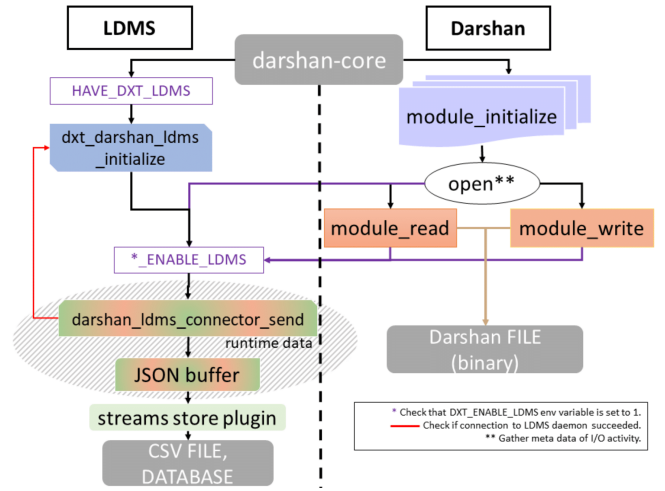 LDMS
Darshan
darshan-core
HAVE_DXT_LDMS
module_initialize
dxt_darshan_ldms
_initialize
open**
module_read
module_write
*_ENABLE_LDMS
darshan_ldms_connector_send
runtime data
Darshan FILE
(binary)
JSON buffer
streams store plugin
CSV FILE,
DATABASE
* Check that DXT_ENABLE_LDMS env variable is set to 1.
Check if connection to LDMS daemon succeeded.
** Gather meta data of I/O activity.